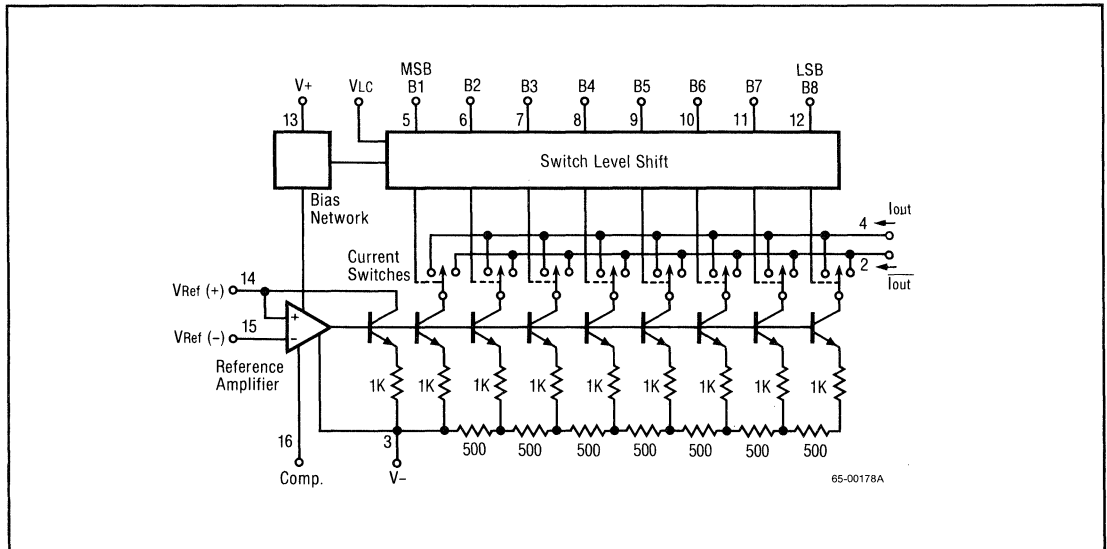 MSB LSB
V+ VLC B1 B2 B3 B4 B5 B6 B7 B8
13 5 6 7 8 9 10 11 12
Switch Level Shift
Bias
Network
4 Iout
Current
Switches
2 Iout
14
VRef (+)
15
VRef (–)
+
–
Reference
Amplifier
1K 1K 1K 1K 1K 1K 1K 1K 1K
16 3
500 500 500 500 500 500 500
Comp. V-
65-00178A